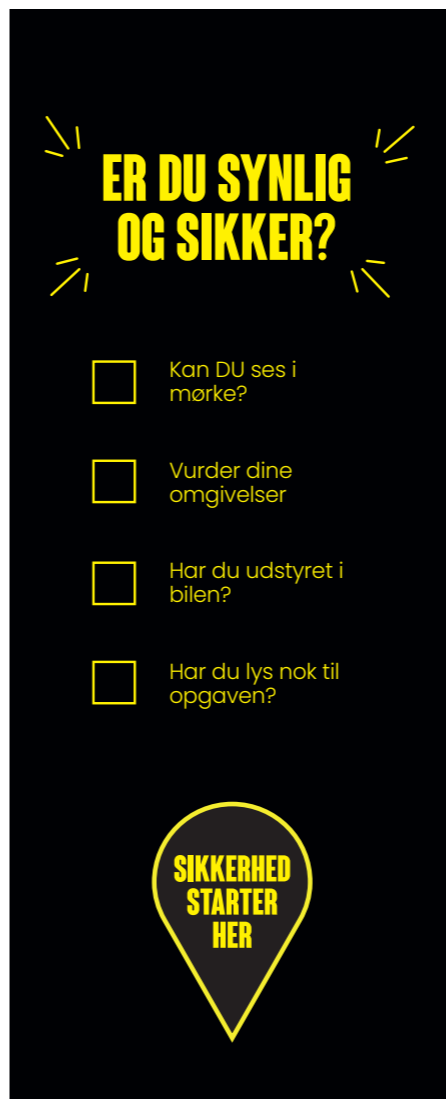 ER DU SYNLIG
OG SIKKER?
Kan DU ses i
mørke?
Vurder dine
omgivelser
Har du udstyret i
bilen?
Har du lys nok til
opgaven?
SIKKERHED
STARTER
HER